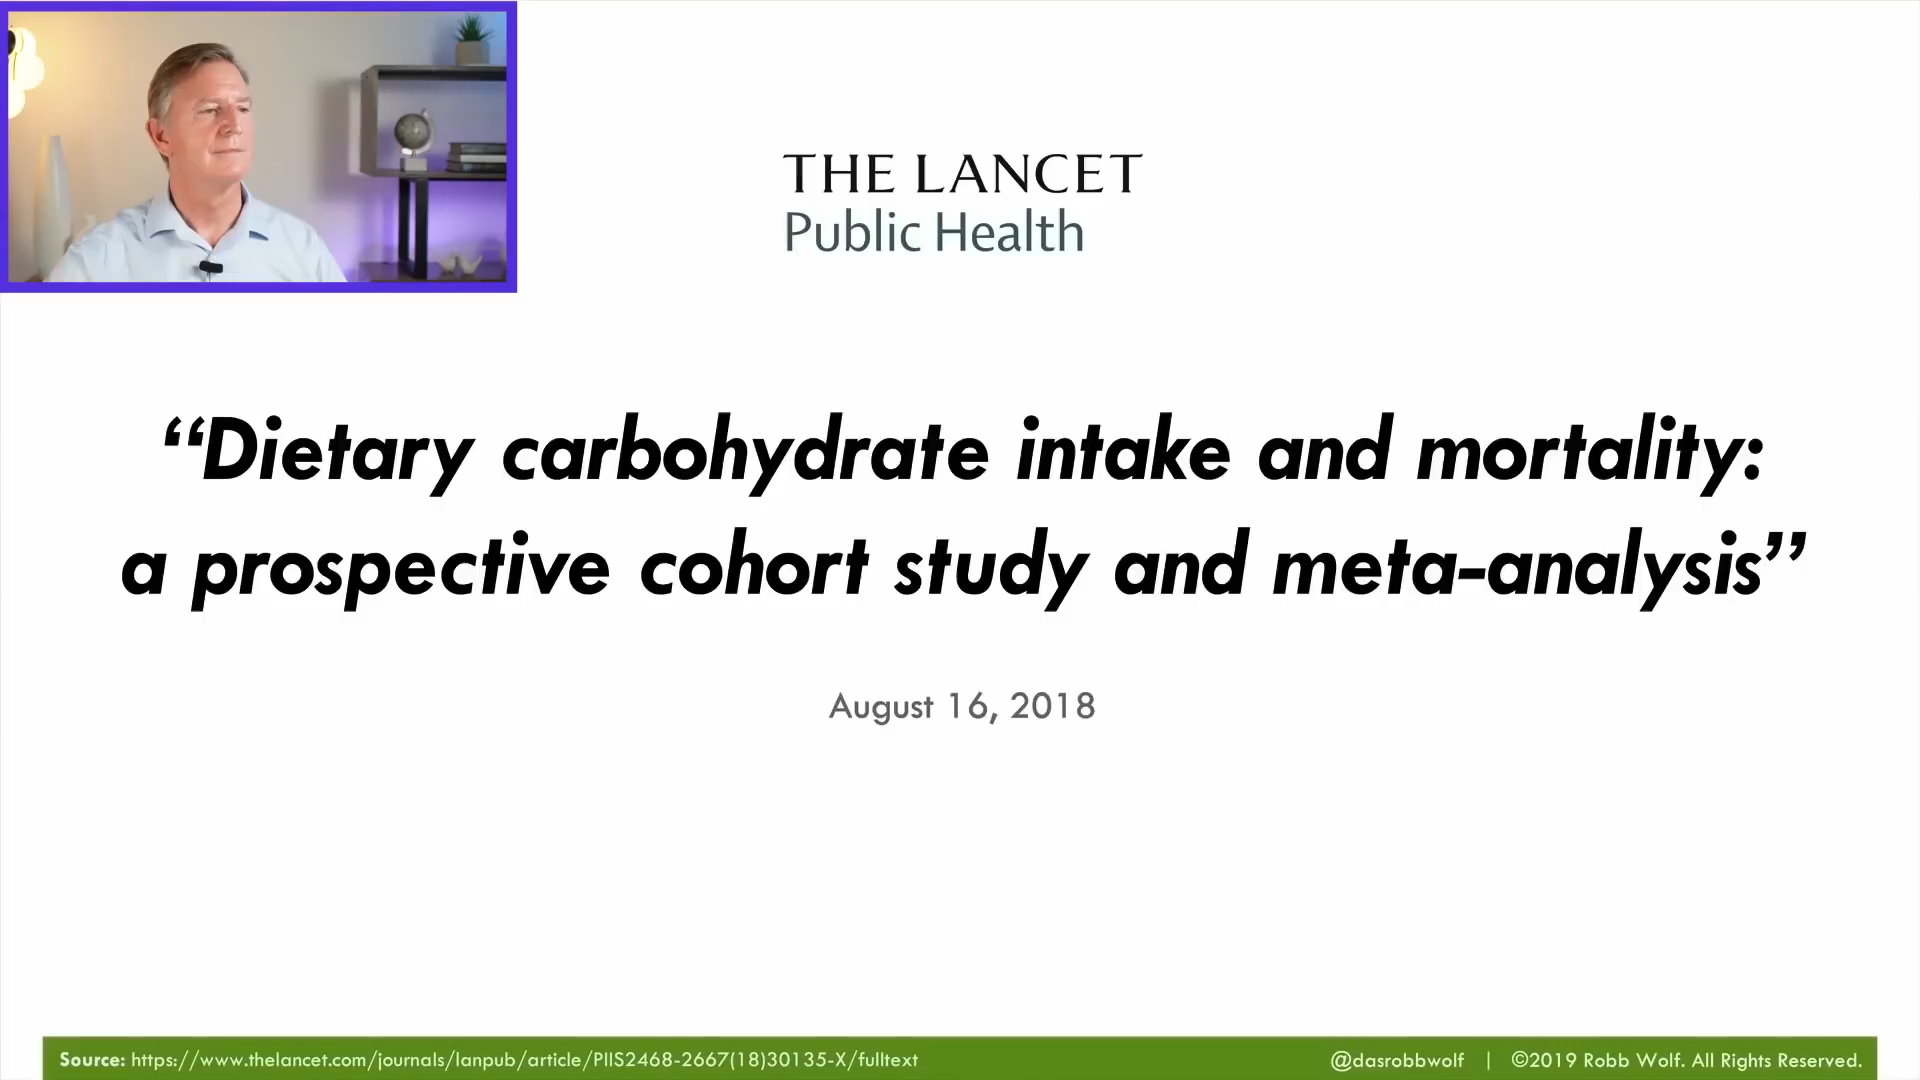 THE LANCET
Public Health
“Dietary carbohydrate intake and mortality:
a prospective cohort study and meta-analysis”
August 16, 2018
Source: https://www.thelancet.com/journals/lanpub/article/PIIS2468-2667(18)30135-X/fulltext
@dasrobbwolf | ©2019 Robb Wolf. All Rights Reserved.